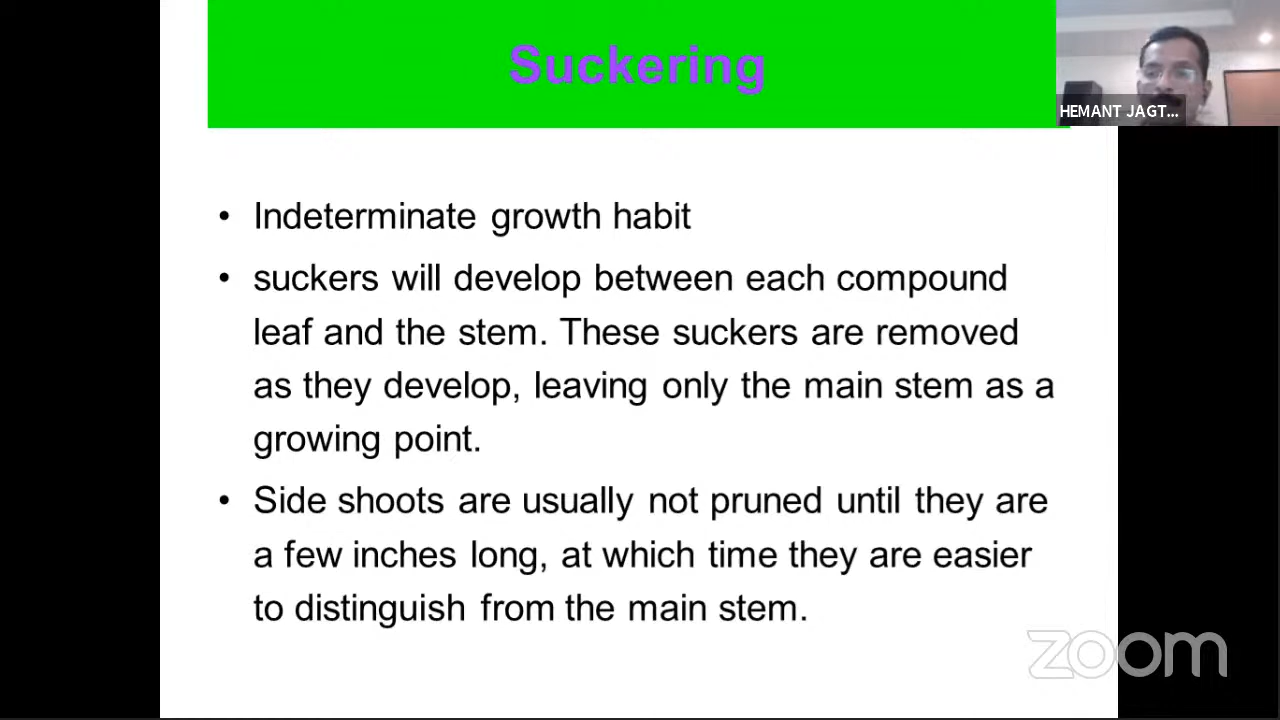 Suckering
HEMANT JAGT...
• Indeterminate growth habit
• suckers will develop between each compound
leaf and the stem. These suckers are removed
as they develop, leaving only the main stem as a
growing point.
• Side shoots are usually not pruned until they are
a few inches long, at which time they are easier
to distinguish from the main stem.
zoom